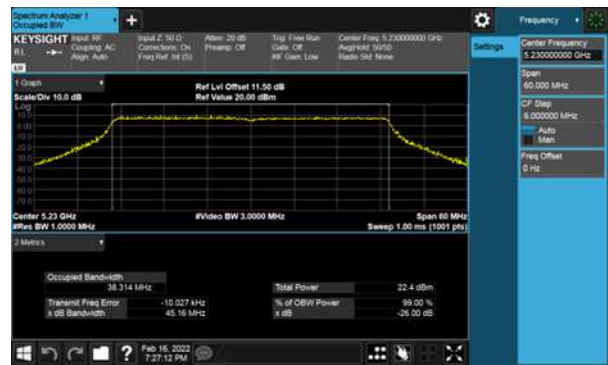 Spectrum Analyzer 1
Occupied BW
+
Frequency
KEYSIGHT Input: RF Input Z: 50 Ω Atten: 20 dB Trig: Free Run Center Freq: 5.230000000 GHz
RL Coupling: AC Corrections: On Preamp: Off Gate: Off Avg|Hold: 50/50
Align: Auto Freq Ref: Int (S) #IF Gain: Low Radio Std: None
Settings
Center Frequency
5.230000000 GHz
Span
60.000 MHz
CF Step
6.000000 MHz
Auto
Man
Freq Offset
0 Hz
1 Graph
Ref Lvl Offset 11.50 dB
Scale/Div 10.0 dB Ref Value 20.00 dBm
Log
10.0
0.00
-10.0
-20.0
-30.0
-40.0
-50.0
-60.0
-70.0
Center 5.23 GHz #Video BW 3.0000 MHz Span 60 MHz
#Res BW 1.0000 MHz Sweep 1.00 ms (1001 pts)
2 Metrics
Occupied Bandwidth
38.314 MHz Total Power 22.4 dBm
Transmit Freq Error -10.027 kHz % of OBW Power 99.00 %
x dB Bandwidth 45.16 MHz x dB -26.00 dB
? Feb 16, 2022
7:27:12 PM